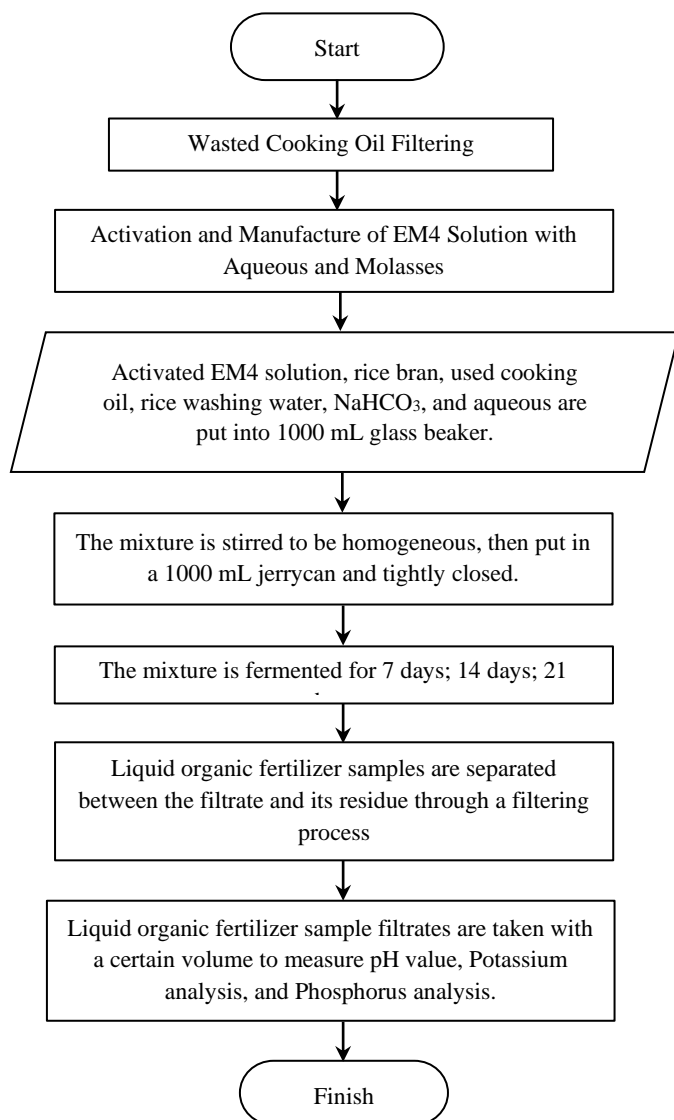 Start
Wasted Cooking Oil Filtering
Activation and Manufacture of EM4 Solution with
Aqueous and Molasses
Activated EM4 solution, rice bran, used cooking
oil, rice washing water, NaHCO₃, and aqueous are
put into 1000 mL glass beaker.
The mixture is stirred to be homogeneous, then put in
a 1000 mL jerrycan and tightly closed.
The mixture is fermented for 7 days; 14 days; 21
Liquid organic fertilizer samples are separated
between the filtrate and its residue through a filtering
process
Liquid organic fertilizer sample filtrates are taken with
a certain volume to measure pH value, Potassium
analysis, and Phosphorus analysis.
Finish